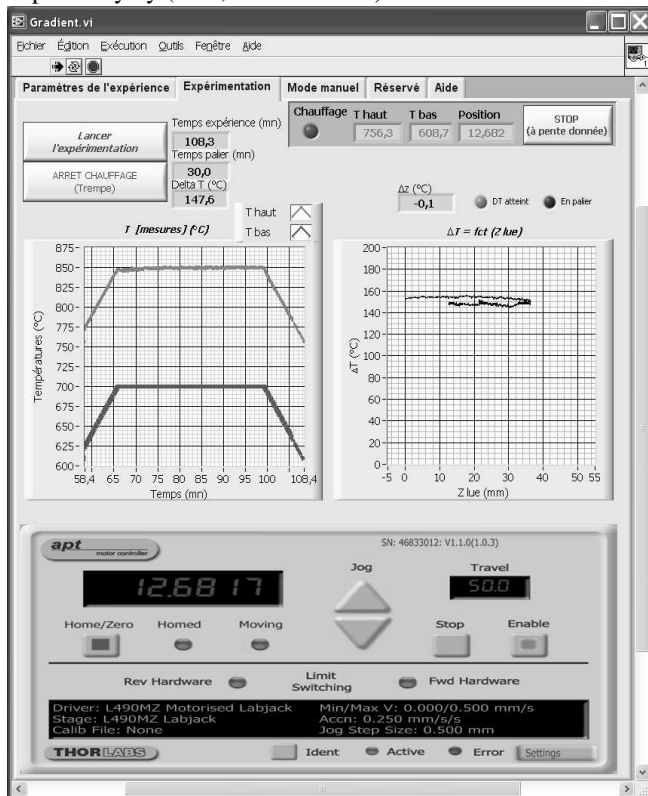 Gradient.vi
Fichier Édition Exécution Outils Fenêtre Aide
Paramètres de l'expérience Expérimentation Mode manuel Réservé Aide
Lancer l'expérimentation
ARRET CHAUFFAGE (Trempe)
Temps expérience (mn)
108,3
Temps palier (mn)
30,0
Delta T (°C)
147,6
Chauffage T haut T bas Position
756,3 608,7 12,682
STOP
(à pente donnée)
Δz (°C)
-0,1
DT atteint En palier
T haut
T bas
T [mesures] (°C)
875
850
825
800
775
750
725
700
675
650
625
600
Températures (°C)
58,4 65 70 75 80 85 90 95 100 108,4
Temps (mn)
ΔT = fct (Z lue)
200
180
160
140
120
100
80
60
40
20
0
ΔT (°C)
-5 0 10 20 30 40 50 55
Z lue (mm)
apt
motor controller
SN: 46833012: V1.1.0(1.0.3)
12.6817
Jog
Travel
50.0
Home/Zero Homed Moving
Stop Enable
Rev Hardware Limit Switching Fwd Hardware
Driver: L490MZ Motorised Labjack Min/Max V: 0.000/0.500 mm/s
Stage: L490MZ Labjack Accn: 0.250 mm/s/s
Calib File: None Jog Step Size: 0.500 mm
THORLABS Ident Active Error Settings